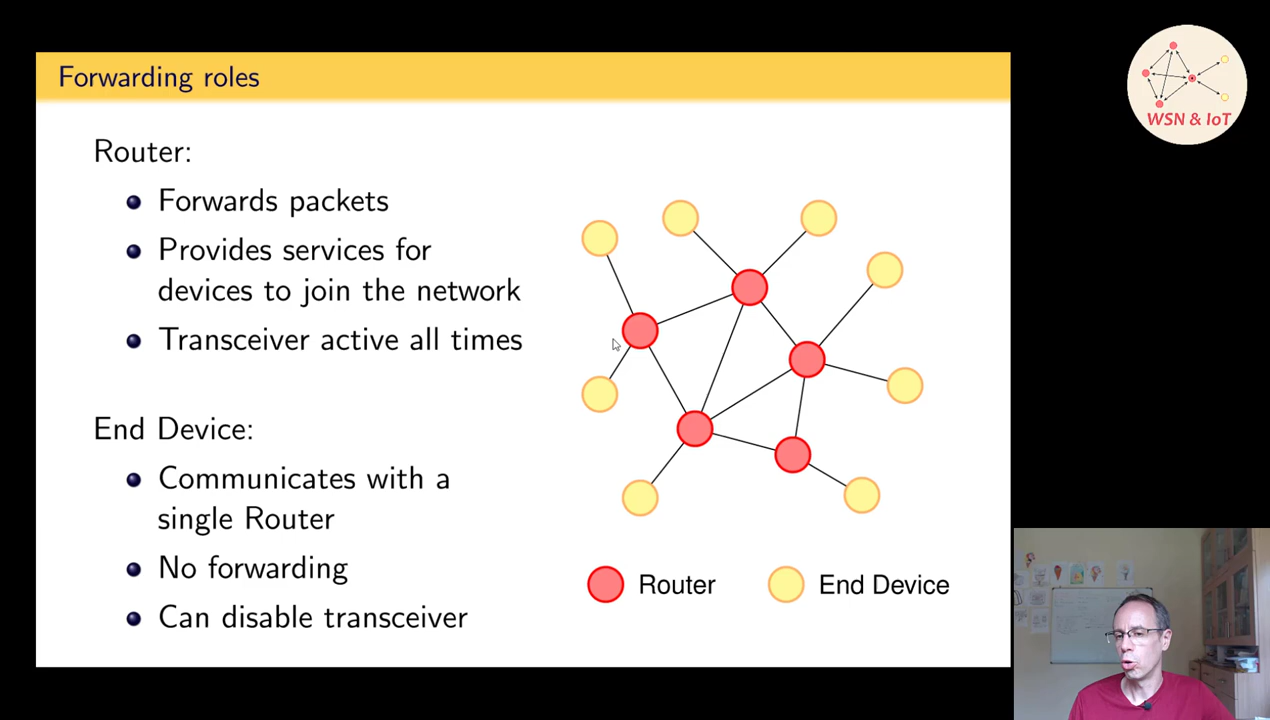 Forwarding roles
WSN & IoT
Router:
Forwards packets
Provides services for
devices to join the network
Transceiver active all times
End Device:
Communicates with a
single Router
No forwarding
Can disable transceiver
Router
End Device